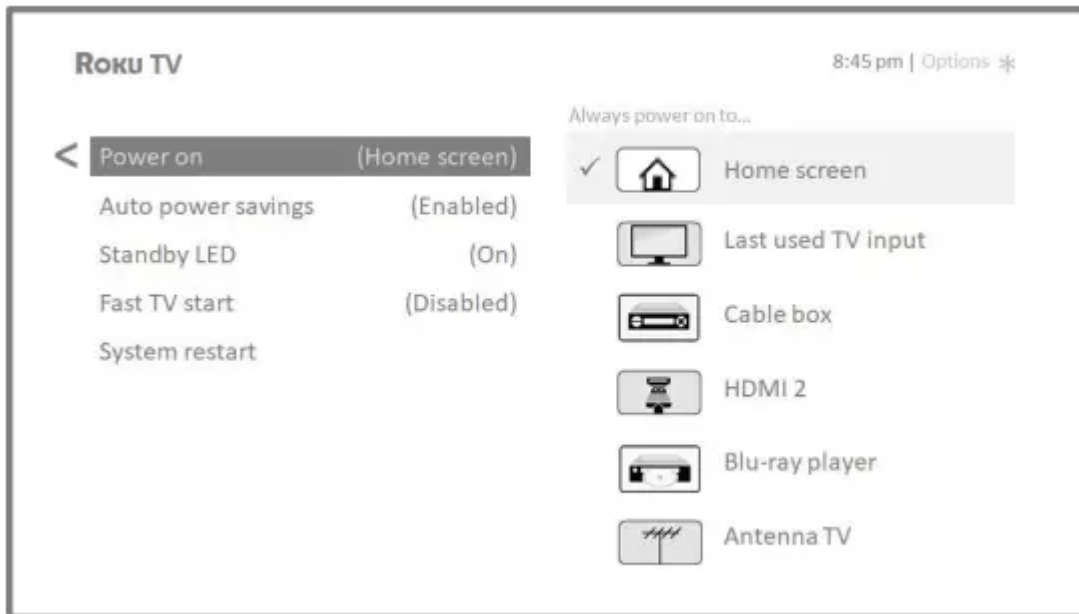 ROKU TV
8:45 pm | Options ✻
Always power on to...
< Power on (Home screen)
Auto power savings (Enabled)
Standby LED (On)
Fast TV start (Disabled)
System restart
✓ Home screen
Last used TV input
Cable box
HDMI 2
Blu-ray player
Antenna TV